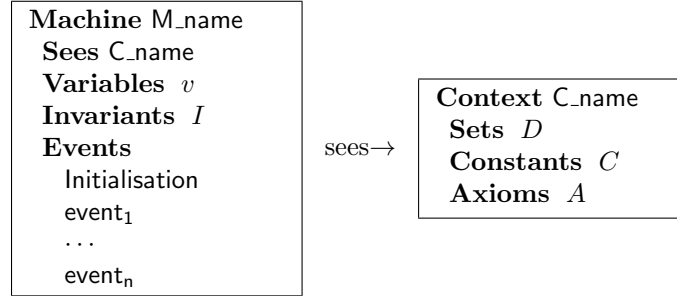 Machine M_name
Sees C_name
Variables v
Invariants I
Events
Initialisation
event₁
···
eventₙ
sees→
Context C_name
Sets D
Constants C
Axioms A